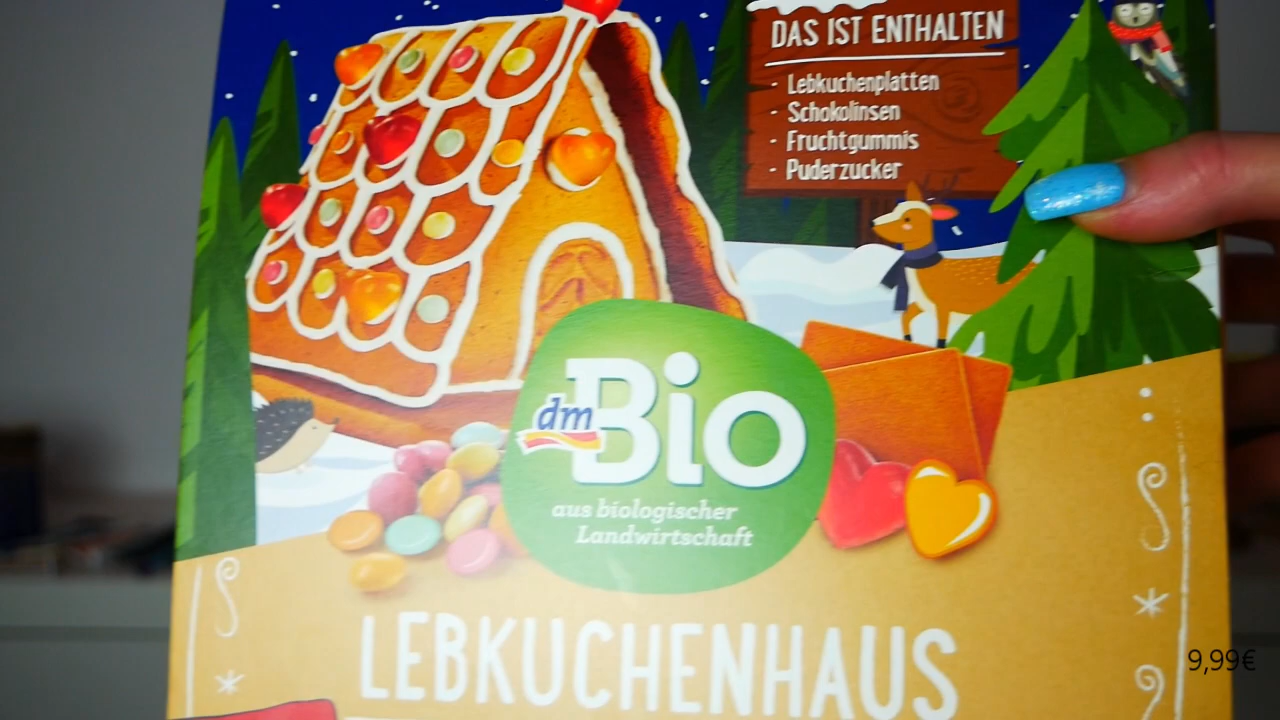 DAS IST ENTHALTEN
- Lebkuchenplatten
- Schokolinsen
- Fruchtgummis
- Puderzucker
dm
Bio
aus biologischer
Landwirtschaft
LEBKUCHENHAUS
9,99€